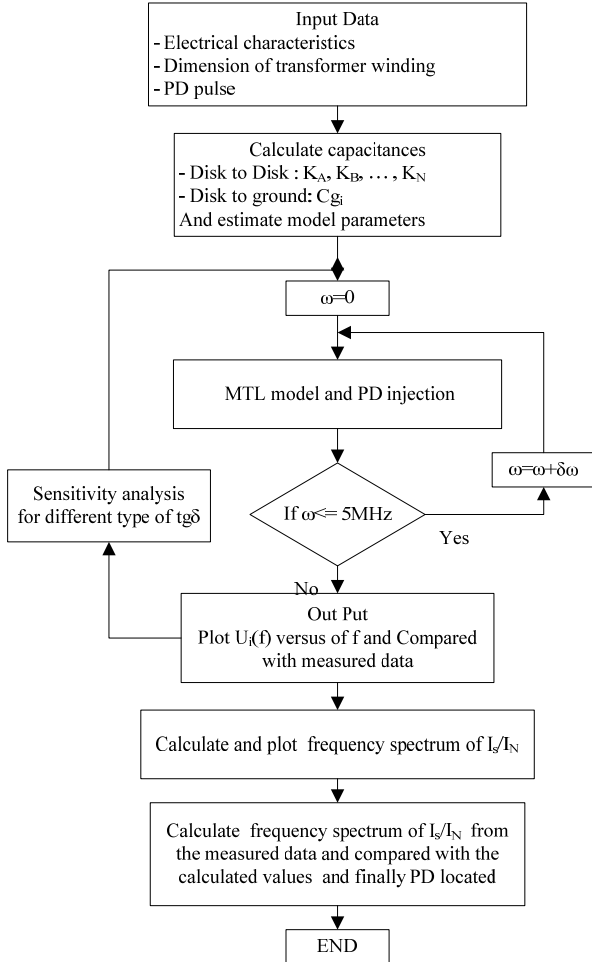 Input Data
- Electrical characteristics
- Dimension of transformer winding
- PD pulse
Calculate capacitances
- Disk to Disk : K_A, K_B, … , K_N
- Disk to ground: Cg_i
And estimate model parameters
ω=0
MTL model and PD injection
ω=ω+δω
Sensitivity analysis
for different type of tgδ
If ω<= 5MHz
Yes
No
Out Put
Plot U_i(f) versus of f and Compared
with measured data
Calculate and plot frequency spectrum of I_s/I_N
Calculate frequency spectrum of I_s/I_N from
the measured data and compared with the
calculated values and finally PD located
END